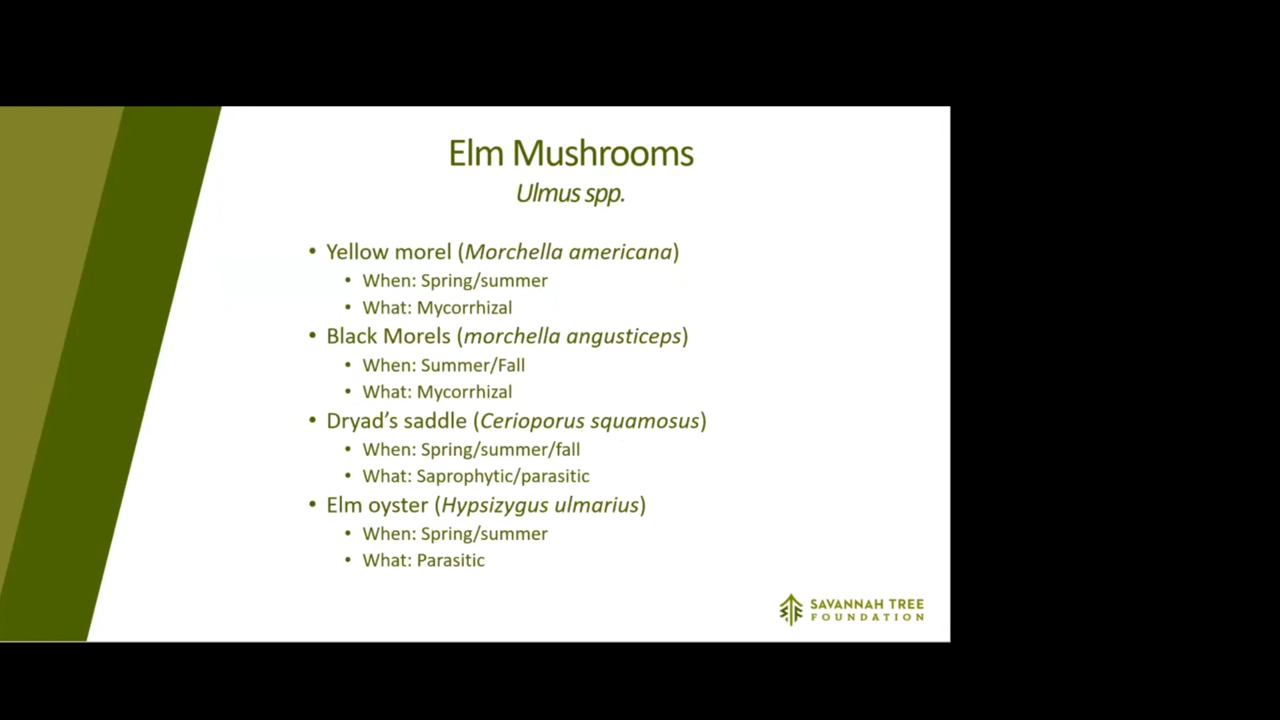 Elm Mushrooms
Ulmus spp.
• Yellow morel (Morchella americana)
• When: Spring/summer
• What: Mycorrhizal
• Black Morels (morchella angusticeps)
• When: Summer/Fall
• What: Mycorrhizal
• Dryad’s saddle (Cerioporus squamosus)
• When: Spring/summer/fall
• What: Saprophytic/parasitic
• Elm oyster (Hypsizygus ulmarius)
• When: Spring/summer
• What: Parasitic
SAVANNAH TREE
FOUNDATION